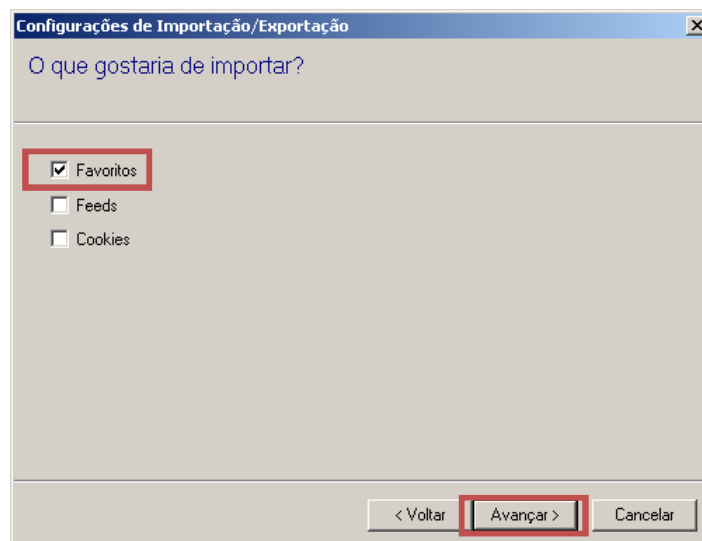 Configurações de Importação/Exportação
O que gostaria de importar?
Favoritos
Feeds
Cookies
< Voltar
Avançar >
Cancelar